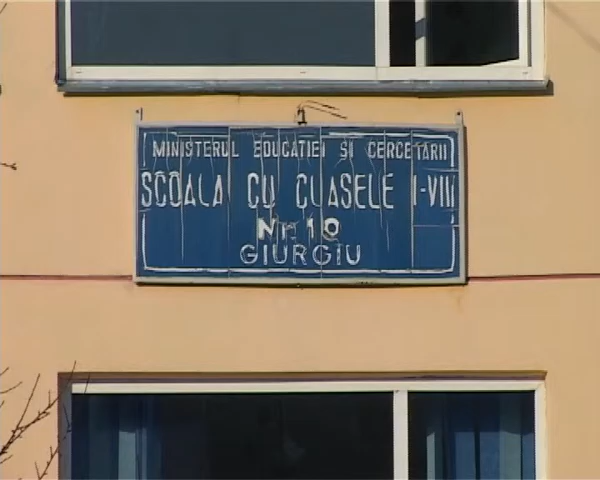 MINISTERUL EDUCATIEI SI CERCETARII
SCOALA CU CLASELE I-VIII
Nr. 10
GIURGIU